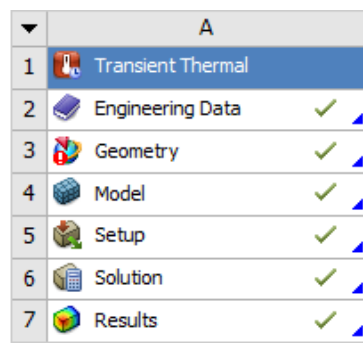 A
1 Transient Thermal
2 Engineering Data
3 Geometry
4 Model
5 Setup
6 Solution
7 Results